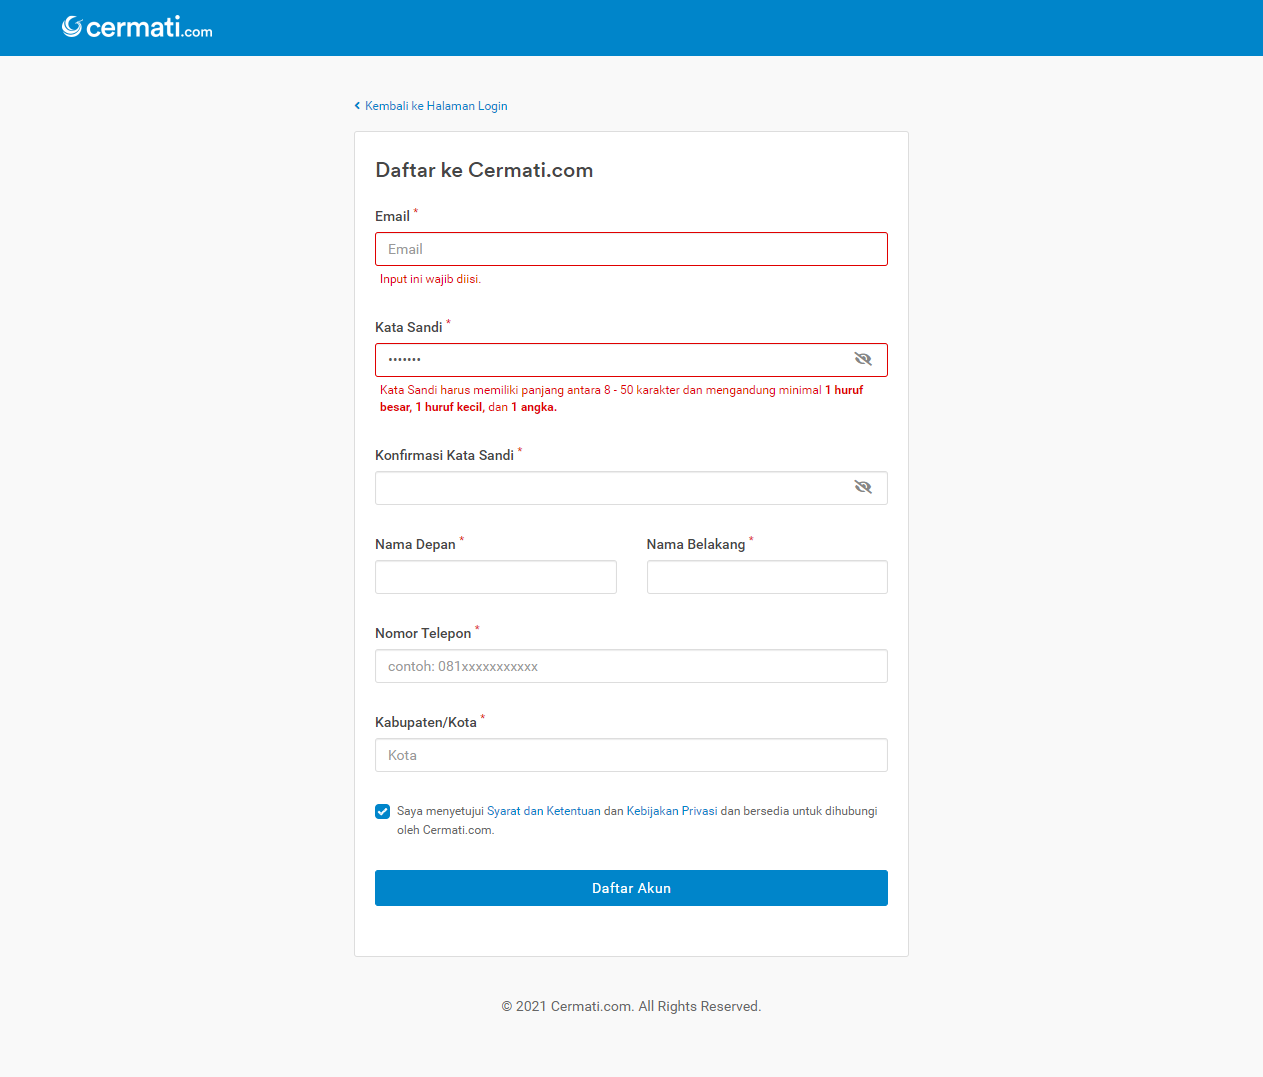 cermati.com
Kembali ke Halaman Login
Daftar ke Cermati.com
Email *
Email
Input ini wajib diisi.
Kata Sandi *
•••••••
Kata Sandi harus memiliki panjang antara 8 - 50 karakter dan mengandung minimal 1 huruf
besar, 1 huruf kecil, dan 1 angka.
Konfirmasi Kata Sandi *
Nama Depan * Nama Belakang *
Nomor Telepon *
contoh: 081xxxxxxxxxxx
Kabupaten/Kota *
Kota
Saya menyetujui Syarat dan Ketentuan dan Kebijakan Privasi dan bersedia untuk dihubungi
oleh Cermati.com.
Daftar Akun
© 2021 Cermati.com. All Rights Reserved.